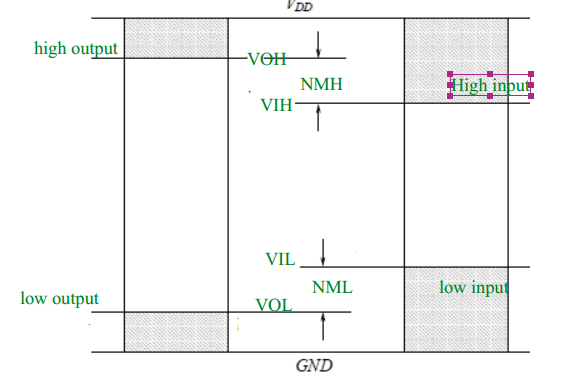 VDD
high output
VOH
NMH
High input
VIH
VIL
NML
low input
low output
VOL
GND